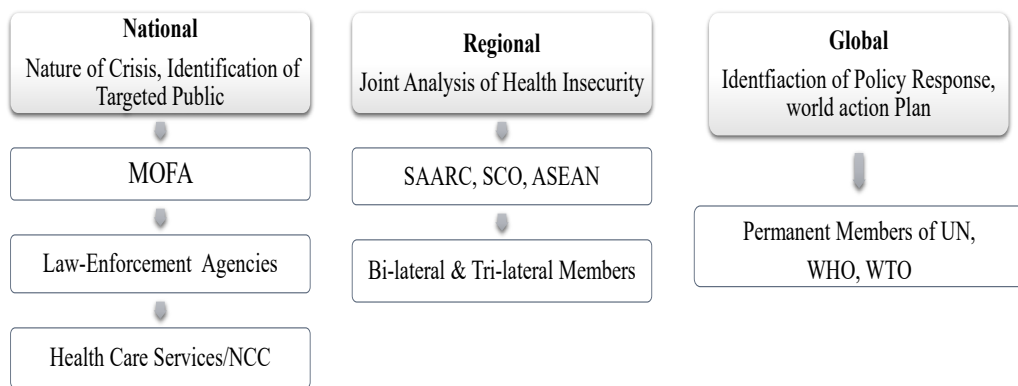 National
Nature of Crisis, Identification of
Targeted Public
MOFA
Law-Enforcement Agencies
Health Care Services/NCC
Regional
Joint Analysis of Health Insecurity
SAARC, SCO, ASEAN
Bi-lateral & Tri-lateral Members
Global
Identfiaction of Policy Response,
world action Plan
Permanent Members of UN,
WHO, WTO